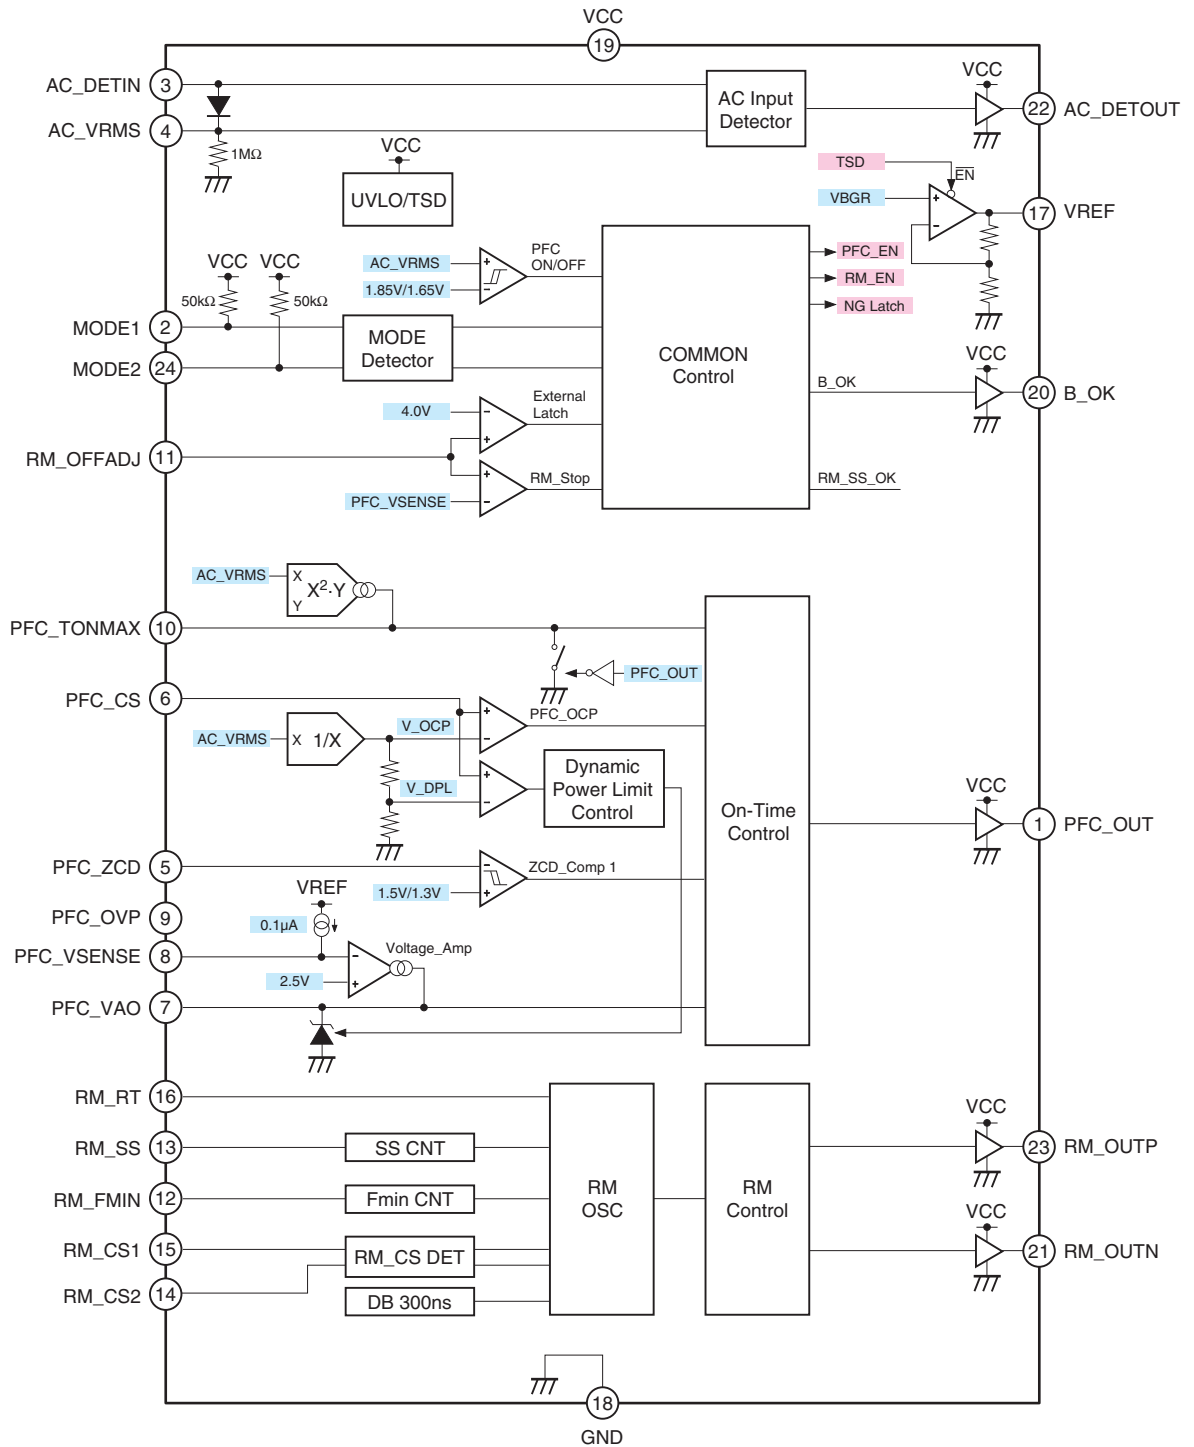 VCC
19
AC_DETIN
3
AC_VRMS
4
1MΩ
AC Input
Detector
VCC
22
AC_DETOUT
VCC
UVLO/TSD
TSD
EN
VBGR
+
−
17
VREF
PFC
ON/OFF
AC_VRMS
+
1.85V/1.65V
−
PFC_EN
RM_EN
NG Latch
VCC
VCC
50kΩ
50kΩ
MODE1
2
MODE2
24
MODE
Detector
COMMON
Control
External
Latch
4.0V
−
+
RM_OFFADJ
11
+
RM_Stop
PFC_VSENSE
−
B_OK
VCC
20
B_OK
RM_SS_OK
AC_VRMS
X
X²·Y
Y
PFC_TONMAX
10
PFC_OUT
PFC_CS
6
+
PFC_OCP
V_OCP
−
AC_VRMS
X
1/X
V_DPL
+
−
Dynamic
Power Limit
Control
On-Time
Control
VCC
1
PFC_OUT
PFC_ZCD
5
−
ZCD_Comp 1
1.5V/1.3V
+
PFC_OVP
9
VREF
0.1μA
PFC_VSENSE
8
−
Voltage_Amp
2.5V
+
PFC_VAO
7
RM_RT
16
RM_SS
13
SS CNT
RM_FMIN
12
Fmin CNT
RM_CS1
15
RM_CS DET
RM_CS2
14
DB 300ns
RM
OSC
RM
Control
VCC
23
RM_OUTP
VCC
21
RM_OUTN
18
GND